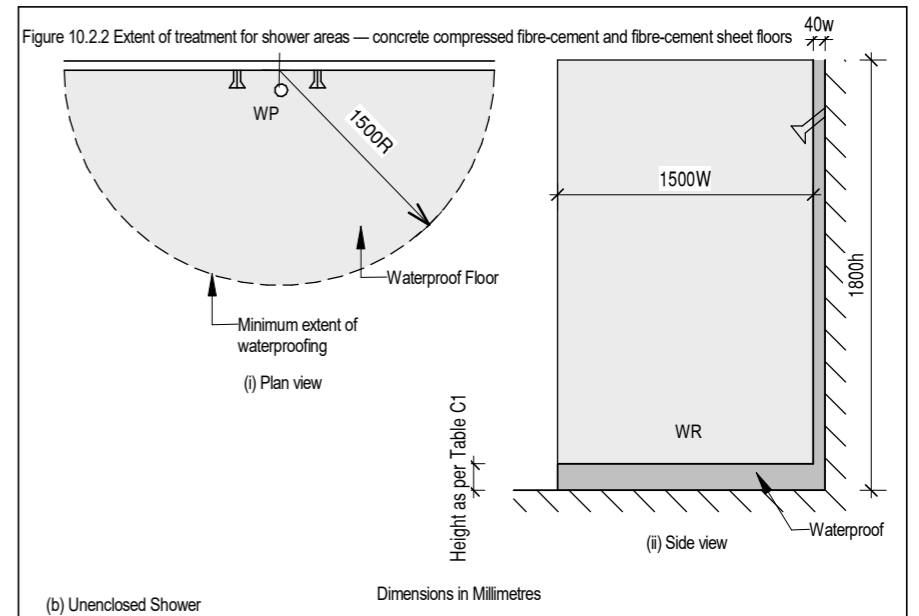 Figure 10.2.2 Extent of treatment for shower areas — concrete compressed fibre-cement and fibre-cement sheet floors
40w
WP
1500R
Waterproof Floor
Minimum extent of
waterproofing
(i) Plan view
1500W
1800h
WR
Height as per Table C1
Waterproof
(ii) Side view
Dimensions in Millimetres
(b) Unenclosed Shower